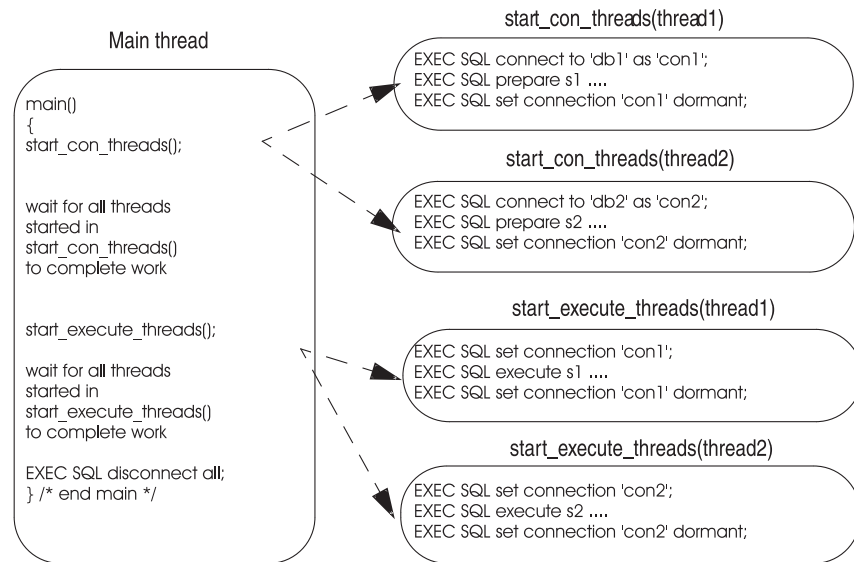 Main thread
main()
{
start_con_threads();
wait for all threads
started in
start_con_threads()
to complete work
start_execute_threads();
wait for all threads
started in
start_execute_threads()
to complete work
EXEC SQL disconnect all;
} /* end main */
start_con_threads(thread1)
EXEC SQL connect to 'db1' as 'con1';
EXEC SQL prepare s1 ....
EXEC SQL set connection 'con1' dormant;
start_con_threads(thread2)
EXEC SQL connect to 'db2' as 'con2';
EXEC SQL prepare s2 ....
EXEC SQL set connection 'con2' dormant;
start_execute_threads(thread1)
EXEC SQL set connection 'con1';
EXEC SQL execute s1 ....
EXEC SQL set connection 'con1' dormant;
start_execute_threads(thread2)
EXEC SQL set connection 'con2';
EXEC SQL execute s2 ....
EXEC SQL set connection 'con2' dormant;